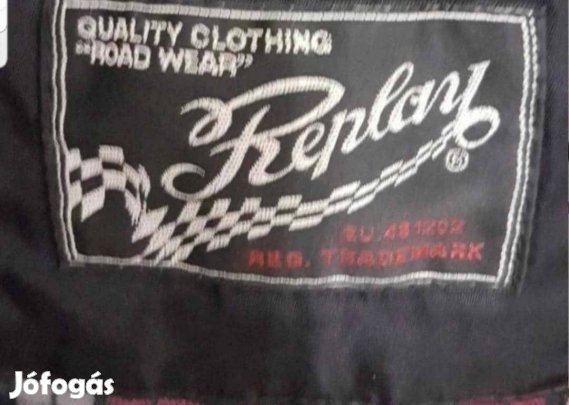 QUALITY CLOTHING
"ROAD WEAR"
Replay
®
REG. TRADEMARK
Jófogás